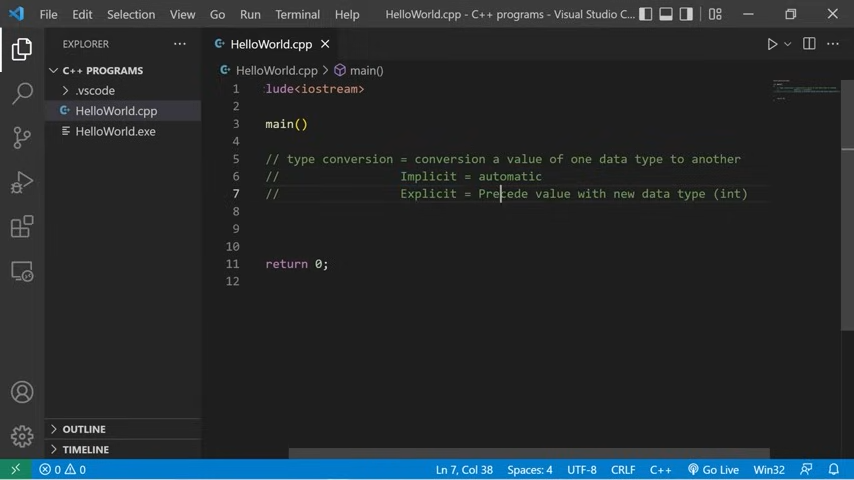 File Edit Selection View Go Run Terminal Help HelloWorld.cpp - C++ programs - Visual Studio C...
EXPLORER
HelloWorld.cpp
C++ PROGRAMS
HelloWorld.cpp > main()
.vscode
HelloWorld.cpp
HelloWorld.exe
1 lude<iostream>
2
3 main()
4
5 // type conversion = conversion a value of one data type to another
6 // Implicit = automatic
7 // Explicit = Precede value with new data type (int)
8
9
10
11 return 0;
12
OUTLINE
TIMELINE
0 0 Ln 7, Col 38 Spaces: 4 UTF-8 CRLF C++ Go Live Win32